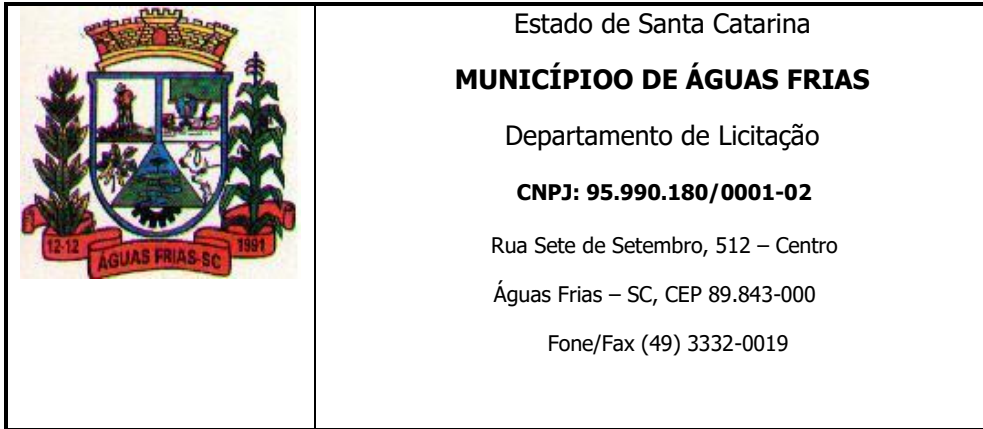 12-12
1991
ÁGUAS FRIAS-SC
Estado de Santa Catarina
MUNICÍPIOO DE ÁGUAS FRIAS
Departamento de Licitação
CNPJ: 95.990.180/0001-02
Rua Sete de Setembro, 512 – Centro
Águas Frias – SC, CEP 89.843-000
Fone/Fax (49) 3332-0019